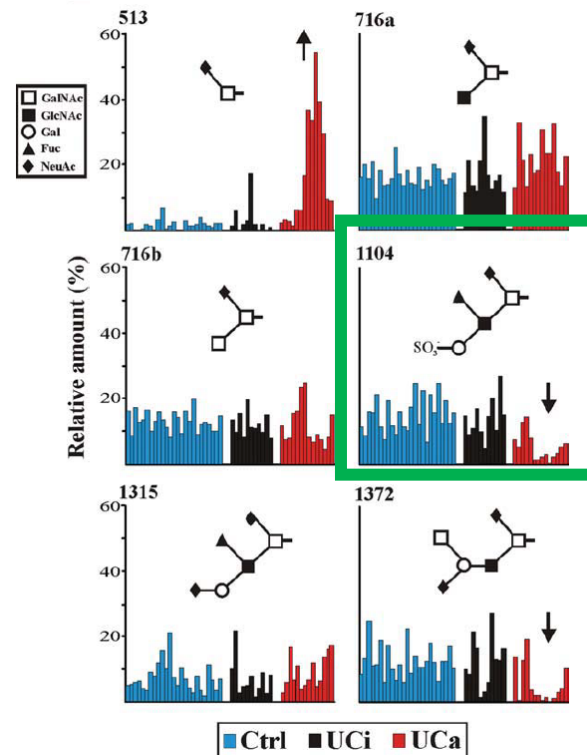 513
716a
60
40
20
GalNAc
GlcNAc
Gal
Fuc
NeuAc
716b
1104
60
40
20
SO₃⁻
Relative amount (%)
1315
1372
60
40
20
Ctrl UCi UCa